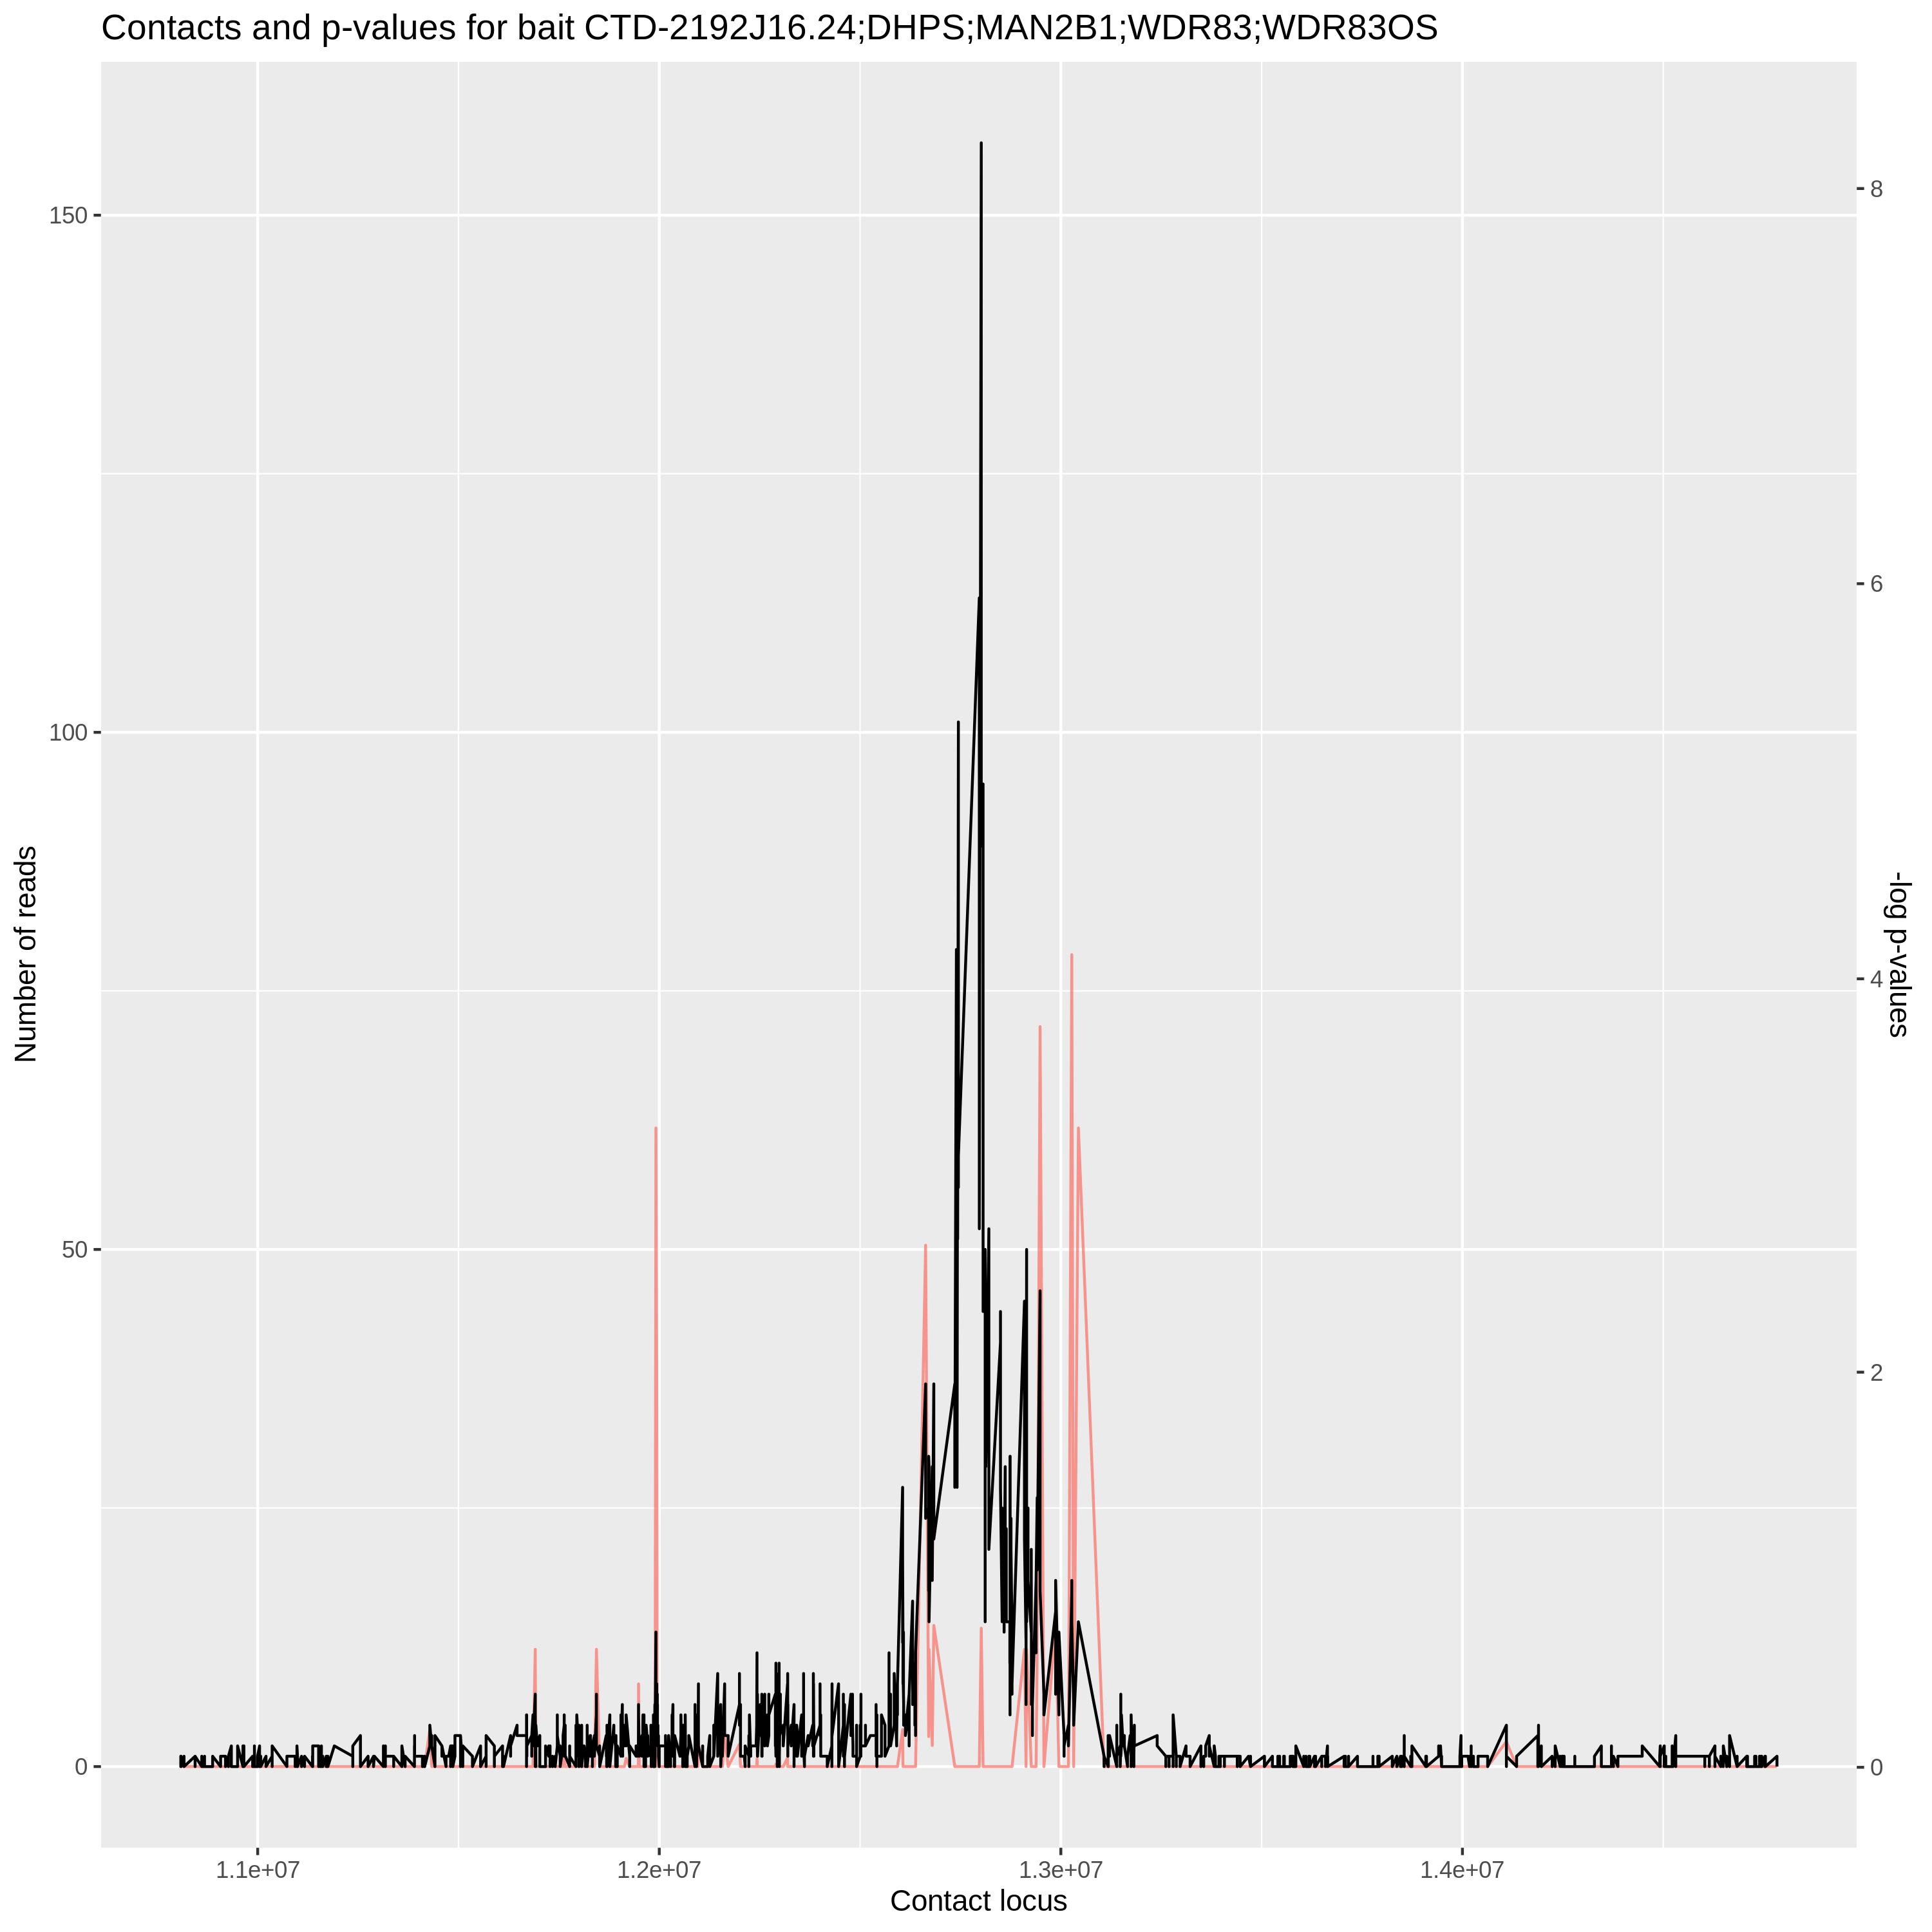 Contacts and p-values for bait CTD-2192J16.24;DHPS;MAN2B1;WDR83;WDR83OS
150
100
50
0
Number of reads
8
6
4
2
0
-log p-values
1.1e+07
1.2e+07
1.3e+07
1.4e+07
Contact locus